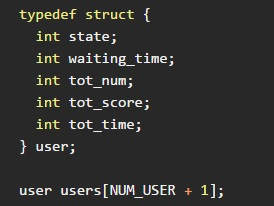 typedef struct {
  int state;
  int waiting_time;
  int tot_num;
  int tot_score;
  int tot_time;
} user;

user users[NUM_USER + 1];